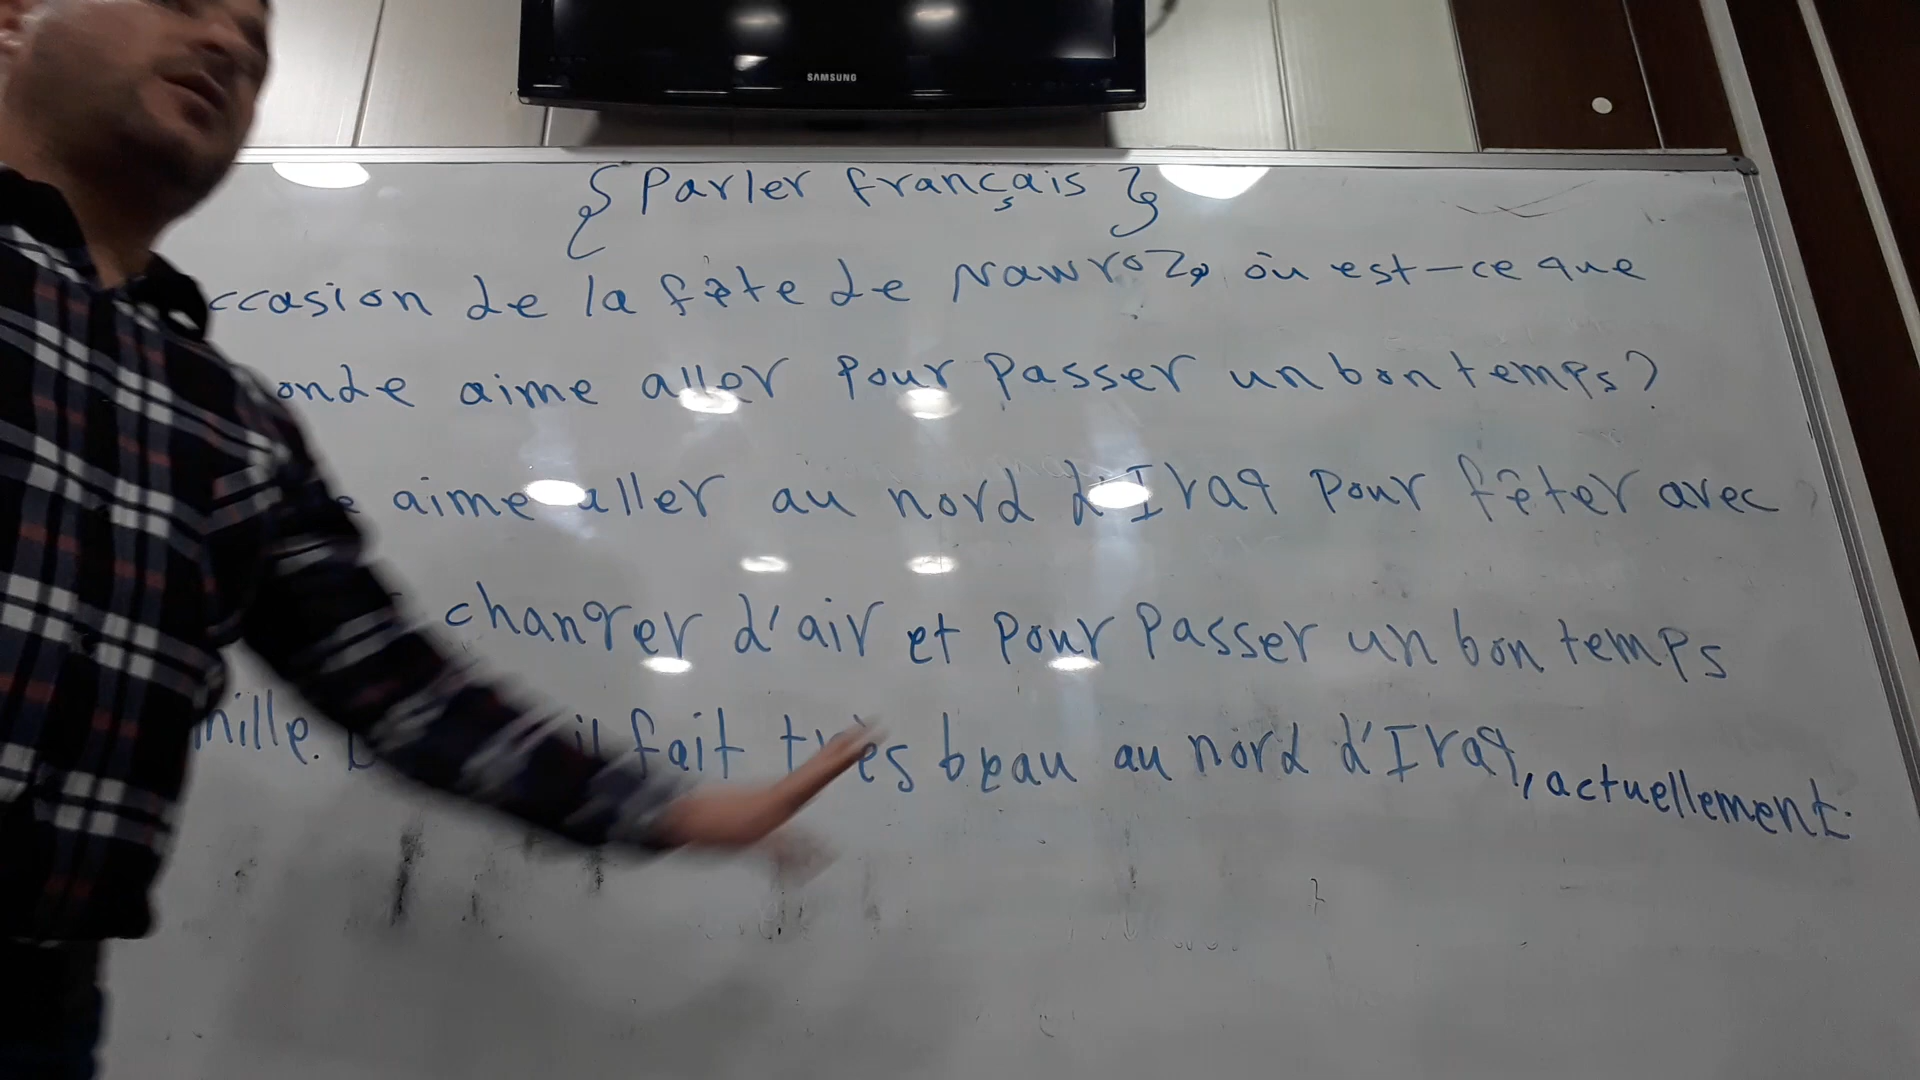 SAMSUNG
{ Parler français }
ccasion de la fête de Nawroz, où est-ce que
onde aime aller pour passer un bon temps?
e aime aller au nord d'Iraq pour fêter avec
changer d'air et pour passer un bon temps
mille. il fait très beau au nord d'Iraq, actuellement.